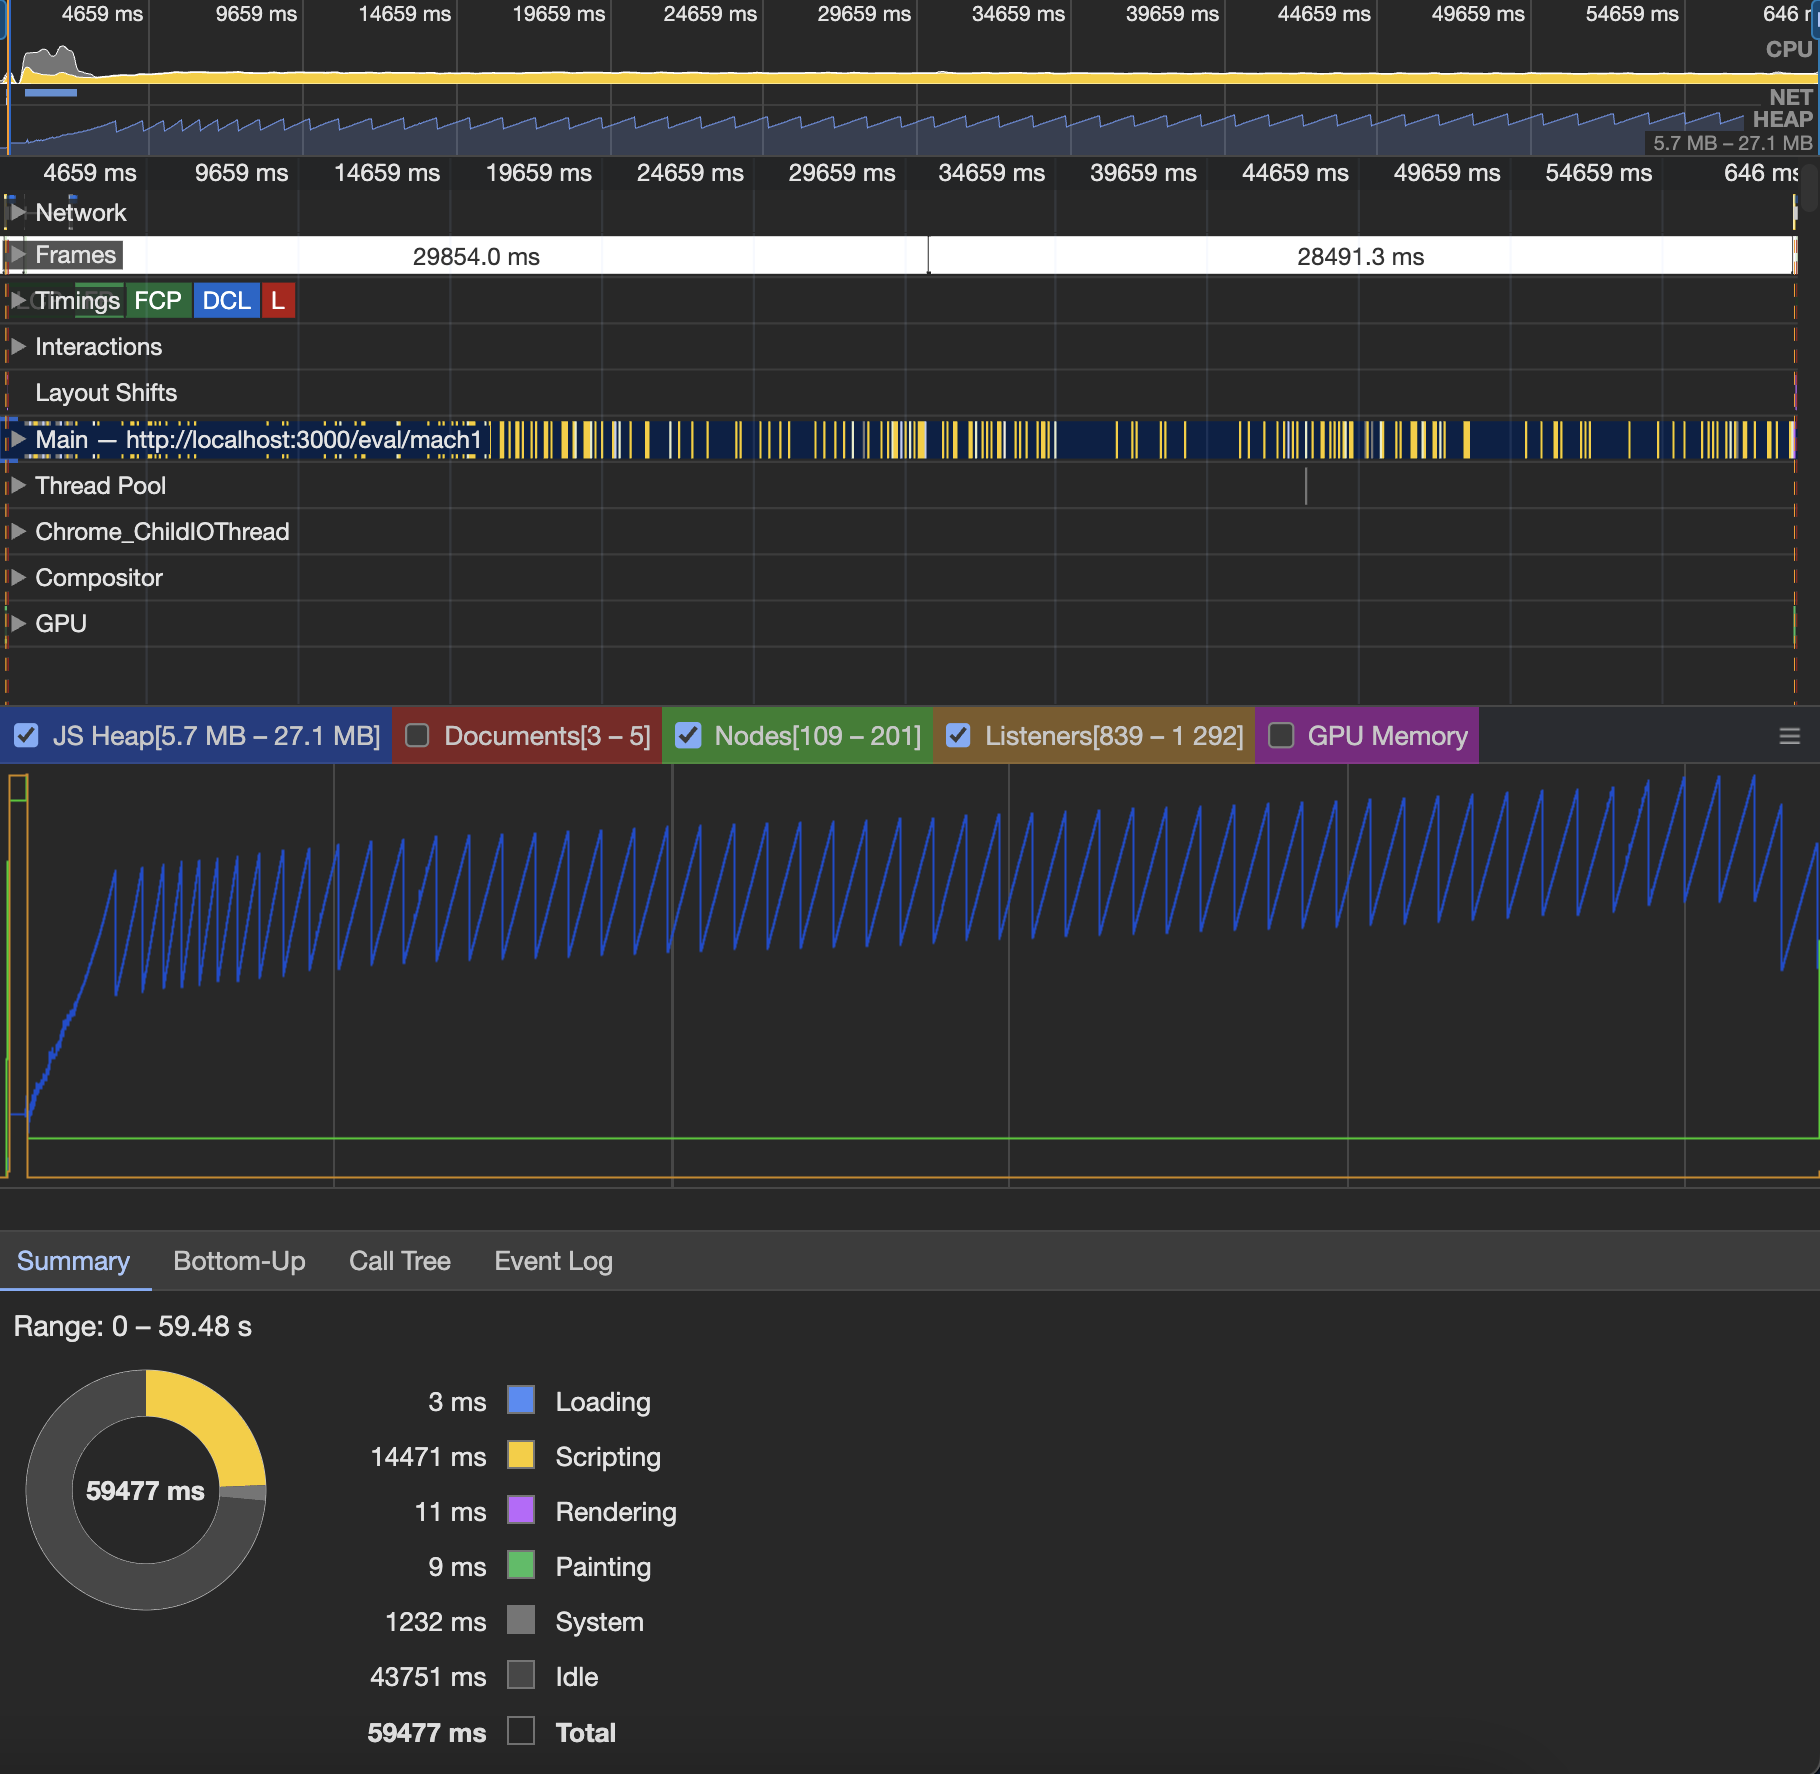 4659 ms 9659 ms 14659 ms 19659 ms 24659 ms 29659 ms 34659 ms 39659 ms 44659 ms 49659 ms 54659 ms 646
CPU
NET
HEAP
5.7 MB – 27.1 MB
4659 ms 9659 ms 14659 ms 19659 ms 24659 ms 29659 ms 34659 ms 39659 ms 44659 ms 49659 ms 54659 ms 646 ms
Network
Frames 29854.0 ms 28491.3 ms
Timings FCP DCL L
Interactions
Layout Shifts
Main — http://localhost:3000/eval/mach1
Thread Pool
Chrome_ChildIOThread
Compositor
GPU
JS Heap[5.7 MB – 27.1 MB] Documents[3 – 5] Nodes[109 – 201] Listeners[839 – 1 292] GPU Memory
Summary Bottom-Up Call Tree Event Log
Range: 0 – 59.48 s
59477 ms
3 ms Loading
14471 ms Scripting
11 ms Rendering
9 ms Painting
1232 ms System
43751 ms Idle
59477 ms Total